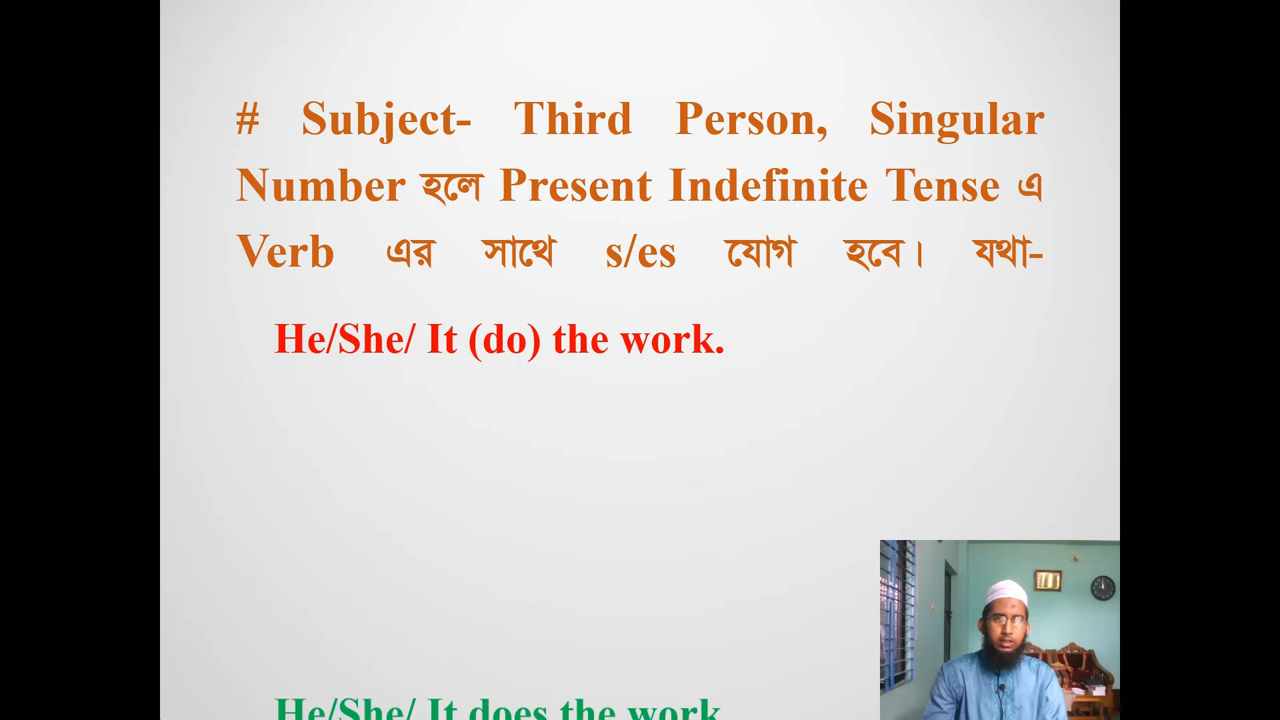 # Subject- Third Person, Singular
Number হলে Present Indefinite Tense এ
Verb এর সাথে s/es যোগ হবে। যথা-
He/She/ It (do) the work.
He/She/ It does the work